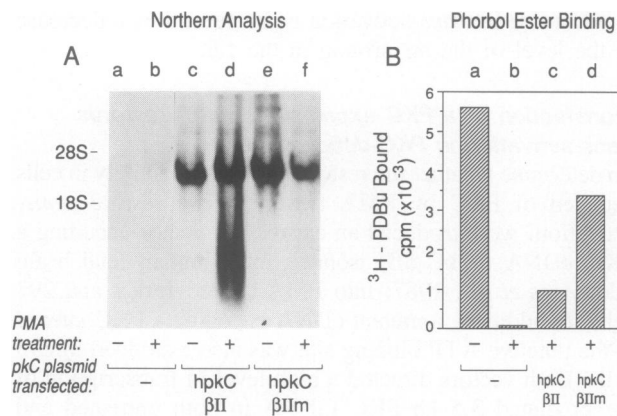 Northern Analysis
A
a b c d e f
28S-
18S-
PMA
treatment: − + − + − +
pkC plasmid
transfected:
hpkC
βII
hpkC
βIIm
Phorbol Ester Binding
B
a b c d
³H - PDBu Bound
cpm (x10⁻³)
6
5
4
3
2
1
0
− + + +
hpkC
βII
hpkC
βIIm